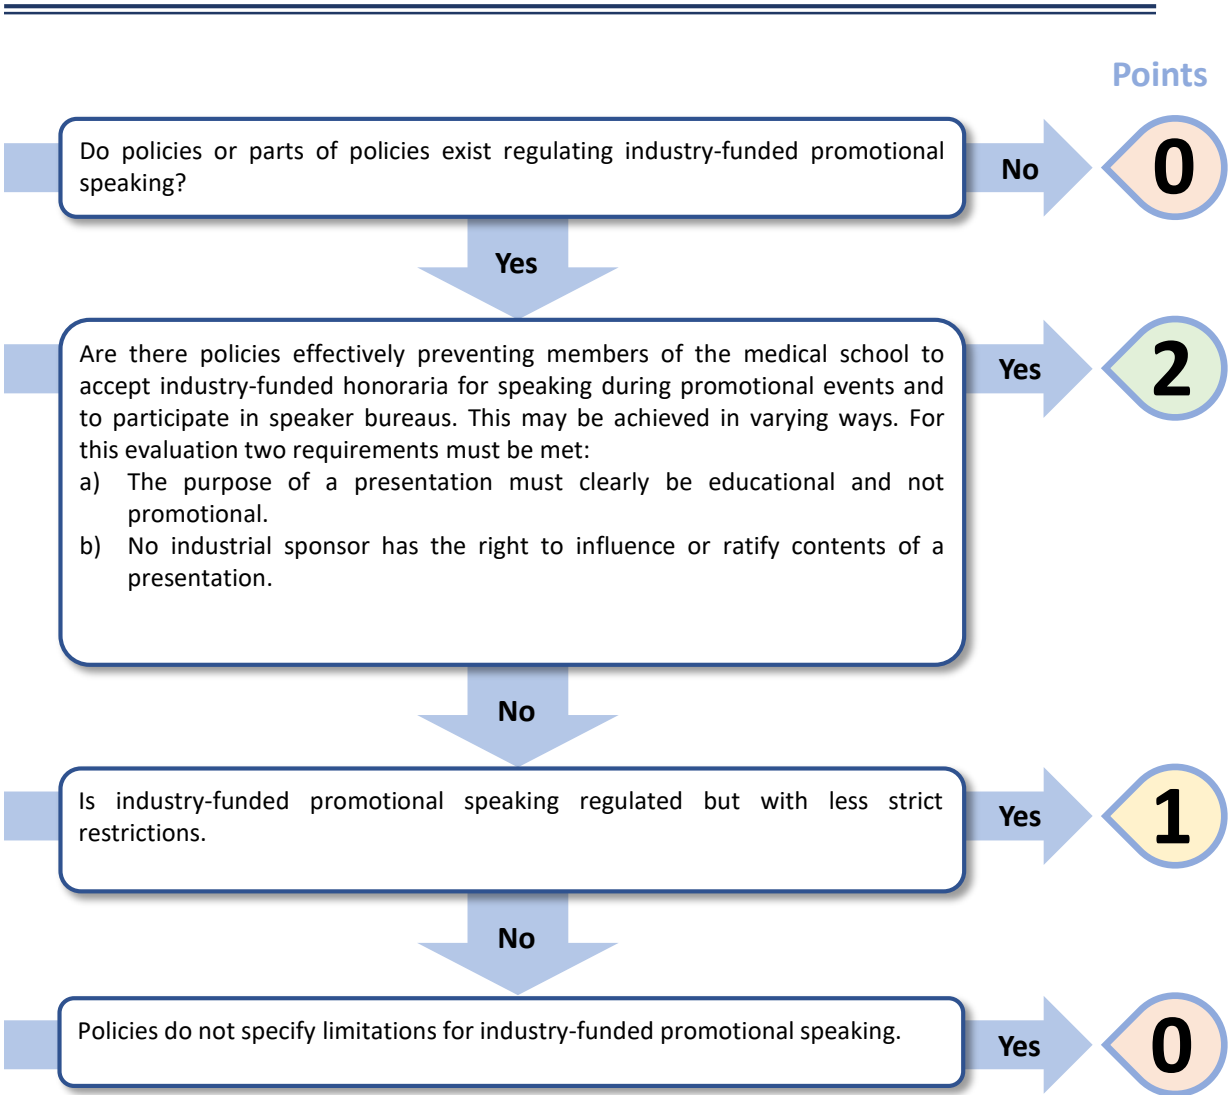 Points
Do policies or parts of policies exist regulating industry-funded promotional
speaking?
No
0
Yes
Are there policies effectively preventing members of the medical school to
accept industry-funded honoraria for speaking during promotional events and
to participate in speaker bureaus. This may be achieved in varying ways. For
this evaluation two requirements must be met:
a) The purpose of a presentation must clearly be educational and not
promotional.
b) No industrial sponsor has the right to influence or ratify contents of a
presentation.
Yes
2
No
Is industry-funded promotional speaking regulated but with less strict
restrictions.
Yes
1
No
Policies do not specify limitations for industry-funded promotional speaking.
Yes
0